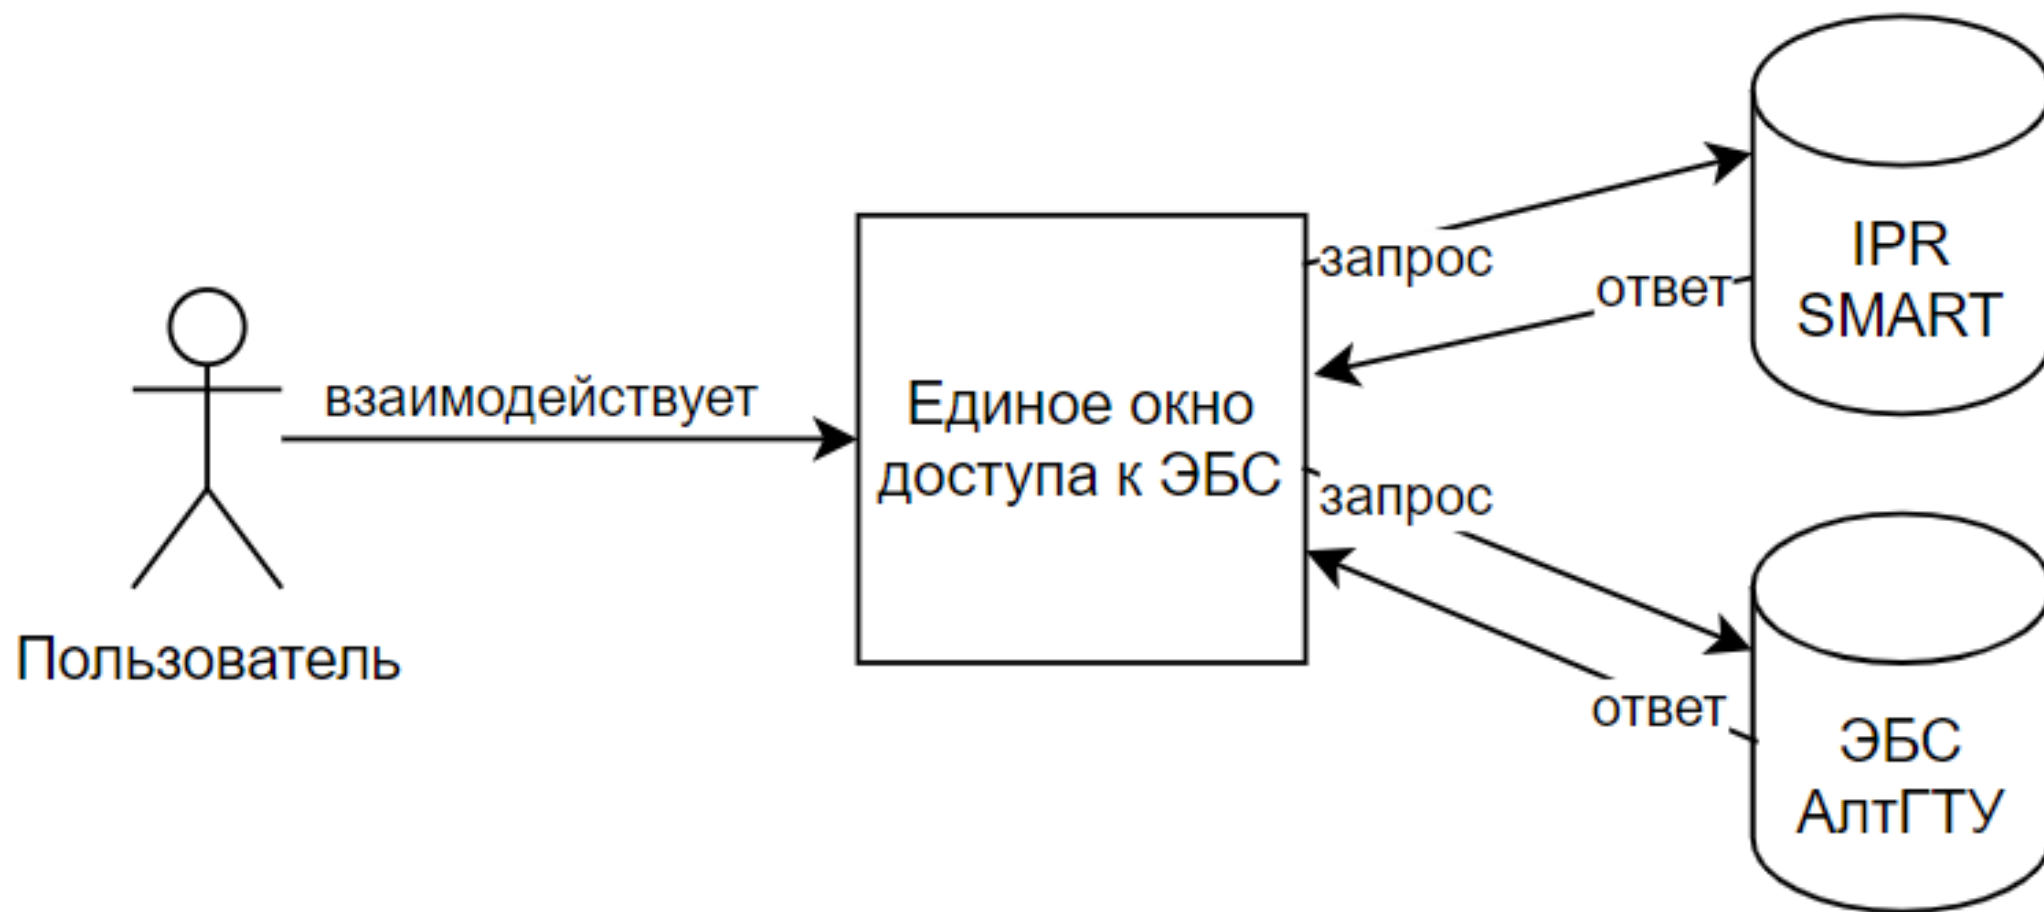 взаимодействует
Пользователь
Единое окно
доступа к ЭБС
запрос
ответ
IPR
SMART
запрос
ответ
ЭБС
АлтГТУ